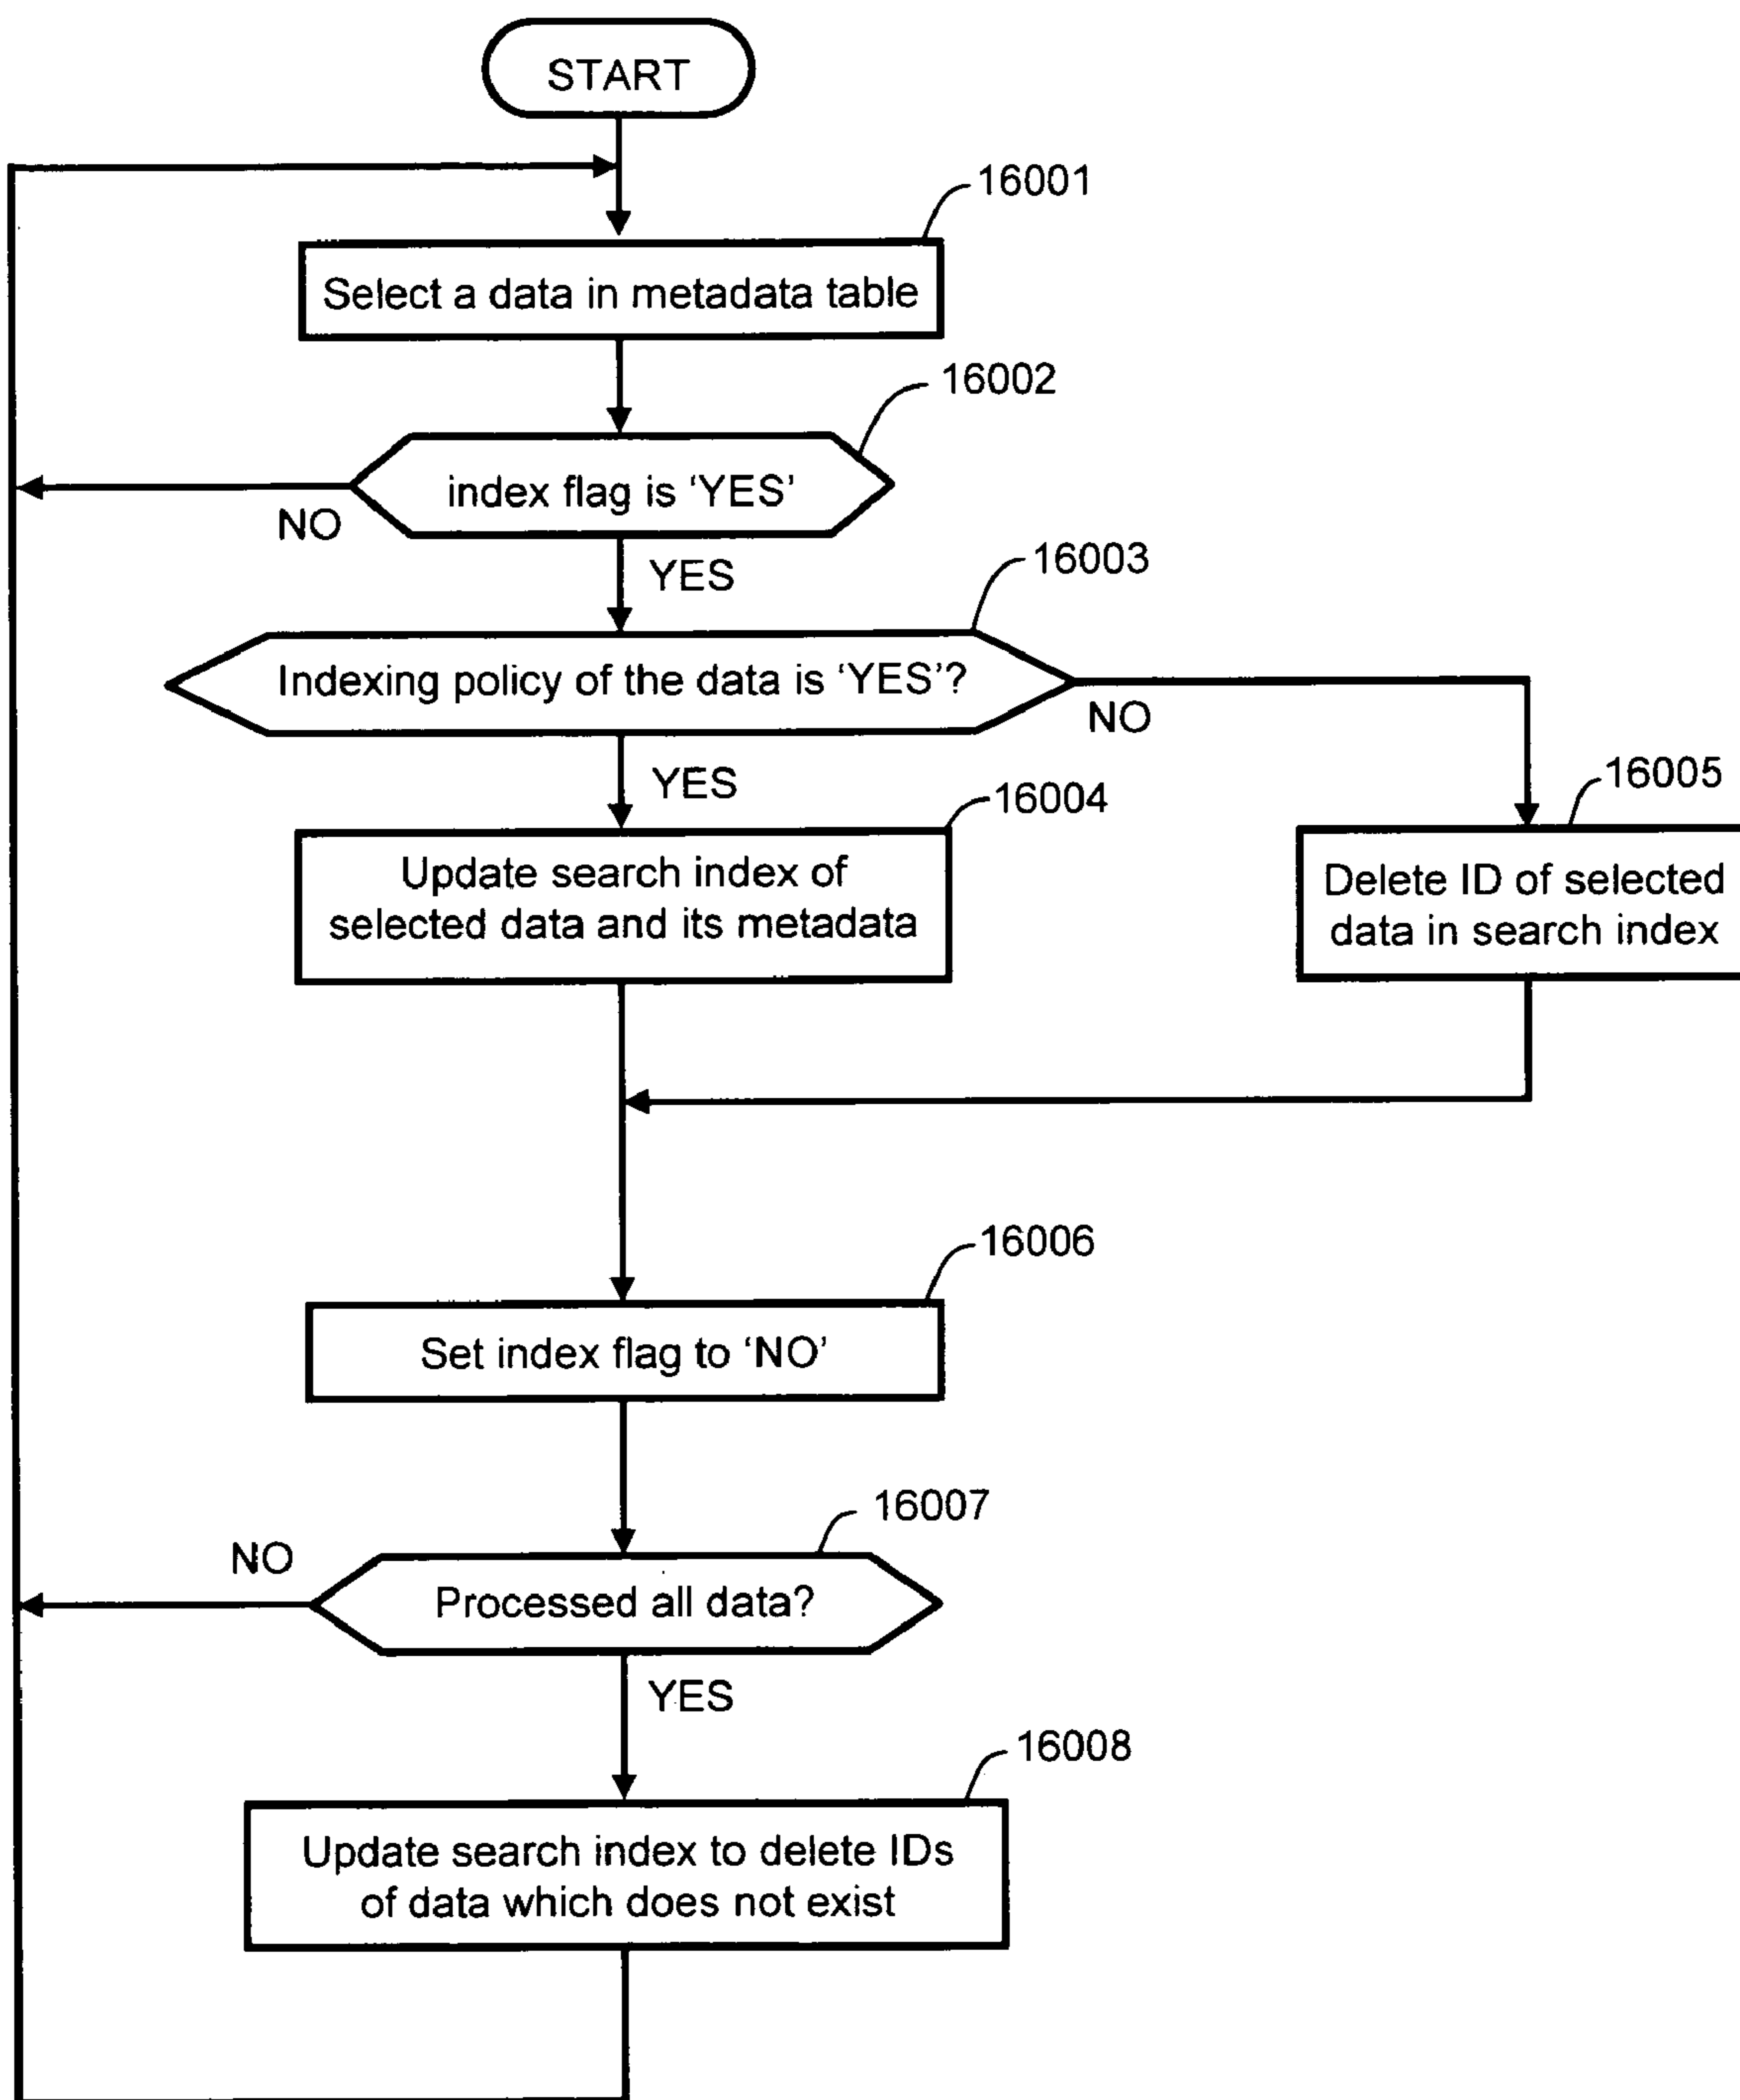 START
16001
Select a data in metadata table
16002
index flag is ‘YES’
NO
YES
16003
Indexing policy of the data is ‘YES’?
NO
YES
16004
16005
Update search index of
selected data and its metadata
Delete ID of selected
data in search index
16006
Set index flag to ‘NO’
16007
NO
Processed all data?
YES
16008
Update search index to delete IDs
of data which does not exist